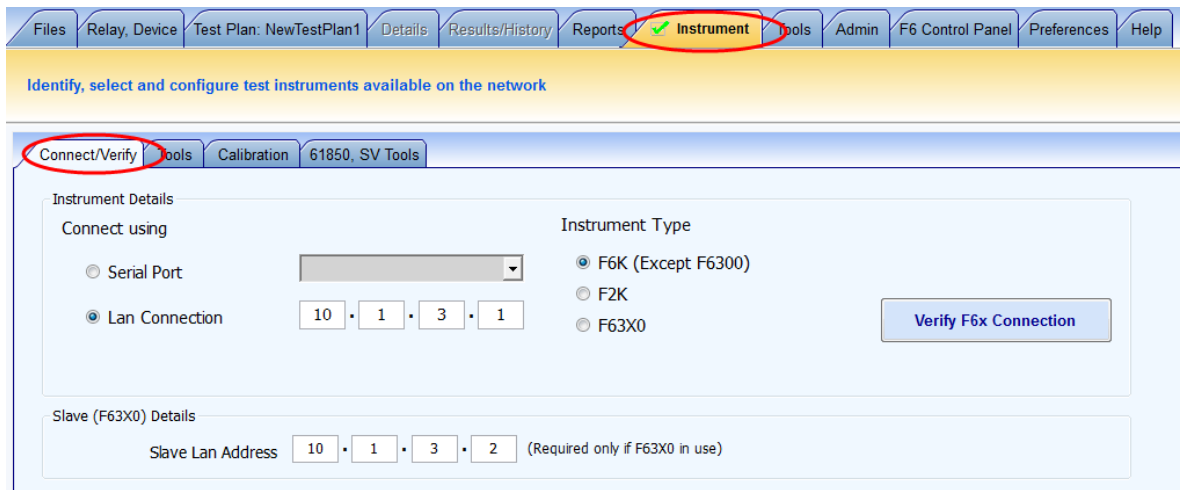 Files Relay, Device Test Plan: NewTestPlan1 Details Results/History Reports Instrument Tools Admin F6 Control Panel Preferences Help
Identify, select and configure test instruments available on the network
Connect/Verify Tools Calibration 61850, SV Tools
Instrument Details
Connect using Instrument Type
Serial Port F6K (Except F6300)
F2K
Lan Connection 10 . 1 . 3 . 1
F63X0 Verify F6x Connection
Slave (F63X0) Details
Slave Lan Address 10 . 1 . 3 . 2 (Required only if F63X0 in use)